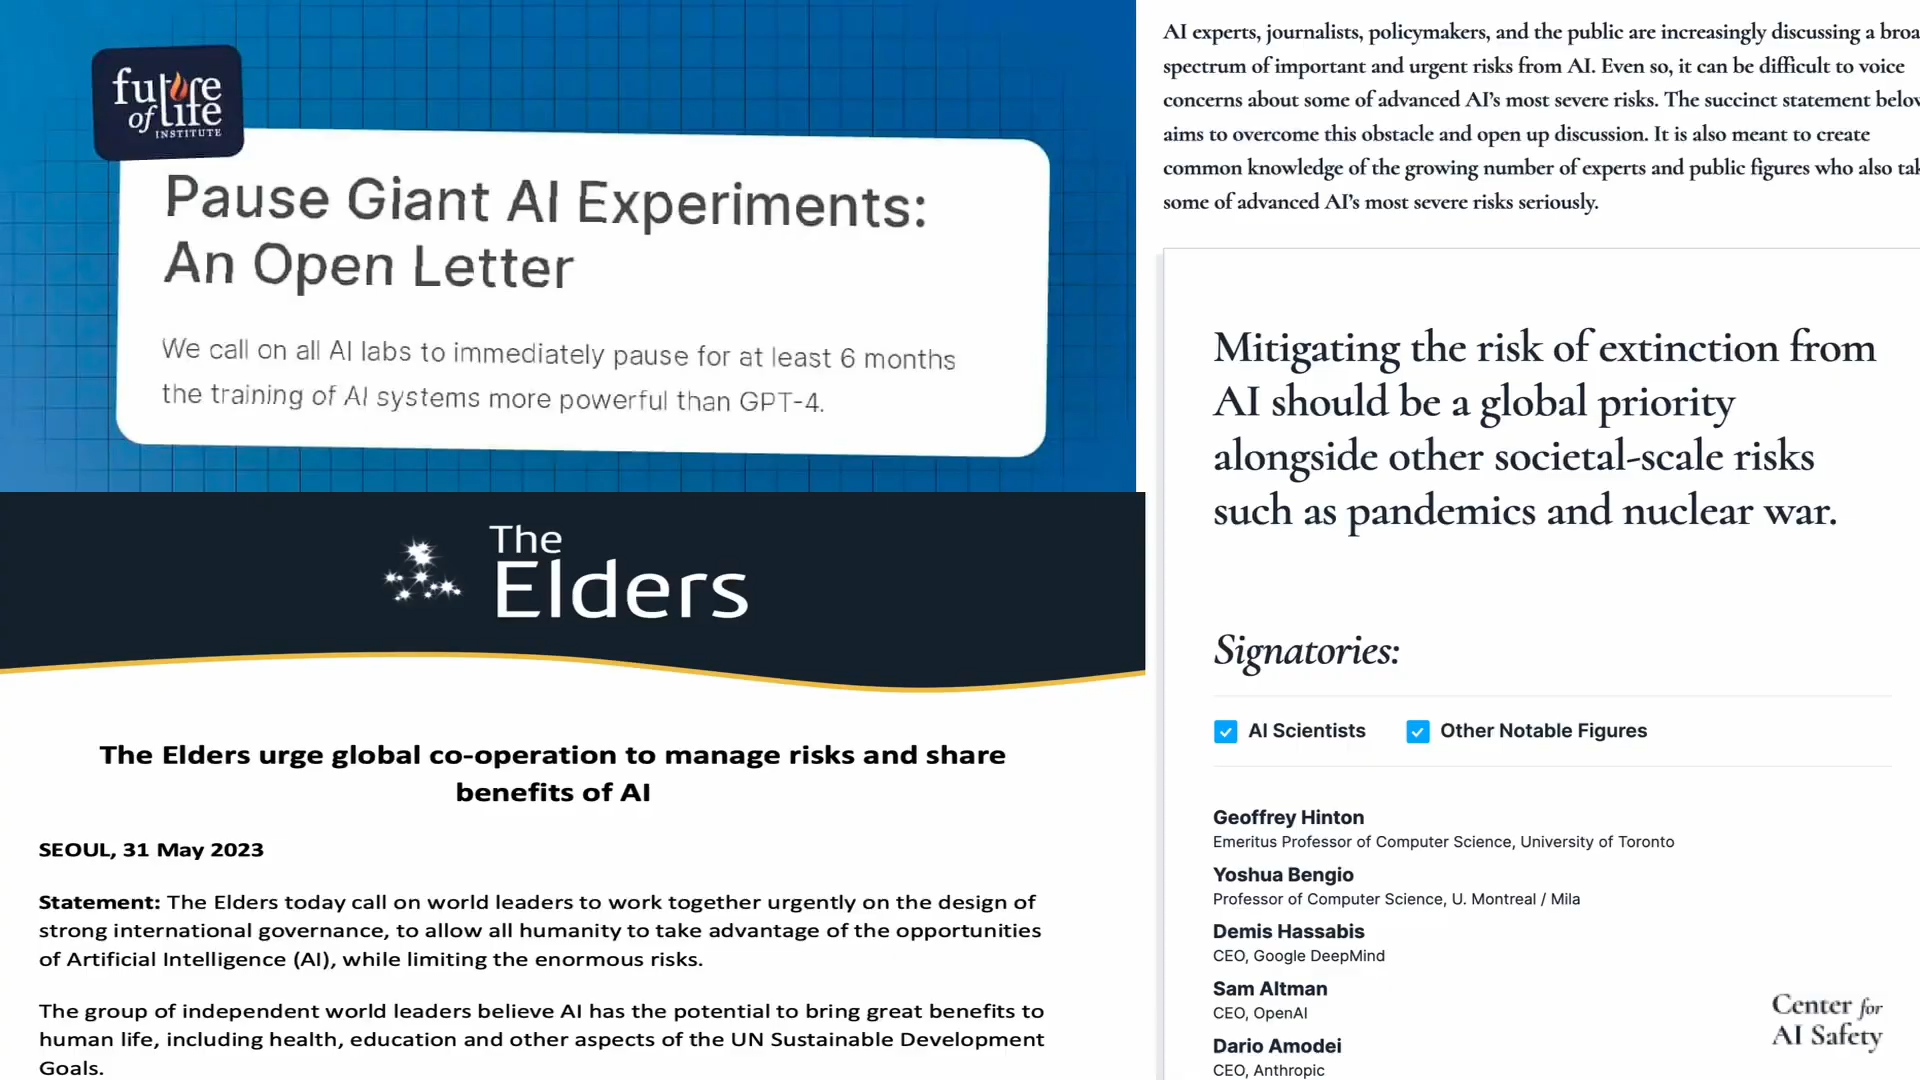 future
of life
INSTITUTE
Pause Giant AI Experiments:
An Open Letter
We call on all AI labs to immediately pause for at least 6 months
the training of AI systems more powerful than GPT-4.
The
Elders
The Elders urge global co-operation to manage risks and share
benefits of AI
SEOUL, 31 May 2023
Statement: The Elders today call on world leaders to work together urgently on the design of
strong international governance, to allow all humanity to take advantage of the opportunities
of Artificial Intelligence (AI), while limiting the enormous risks.
The group of independent world leaders believe AI has the potential to bring great benefits to
human life, including health, education and other aspects of the UN Sustainable Development
Goals.
AI experts, journalists, policymakers, and the public are increasingly discussing a broa
spectrum of important and urgent risks from AI. Even so, it can be difficult to voice
concerns about some of advanced AI's most severe risks. The succinct statement below
aims to overcome this obstacle and open up discussion. It is also meant to create
common knowledge of the growing number of experts and public figures who also tak
some of advanced AI's most severe risks seriously.
Mitigating the risk of extinction from
AI should be a global priority
alongside other societal-scale risks
such as pandemics and nuclear war.
Signatories:
AI Scientists
Other Notable Figures
Geoffrey Hinton
Emeritus Professor of Computer Science, University of Toronto
Yoshua Bengio
Professor of Computer Science, U. Montreal / Mila
Demis Hassabis
CEO, Google DeepMind
Sam Altman
CEO, OpenAI
Dario Amodei
CEO, Anthropic
Center for
AI Safety